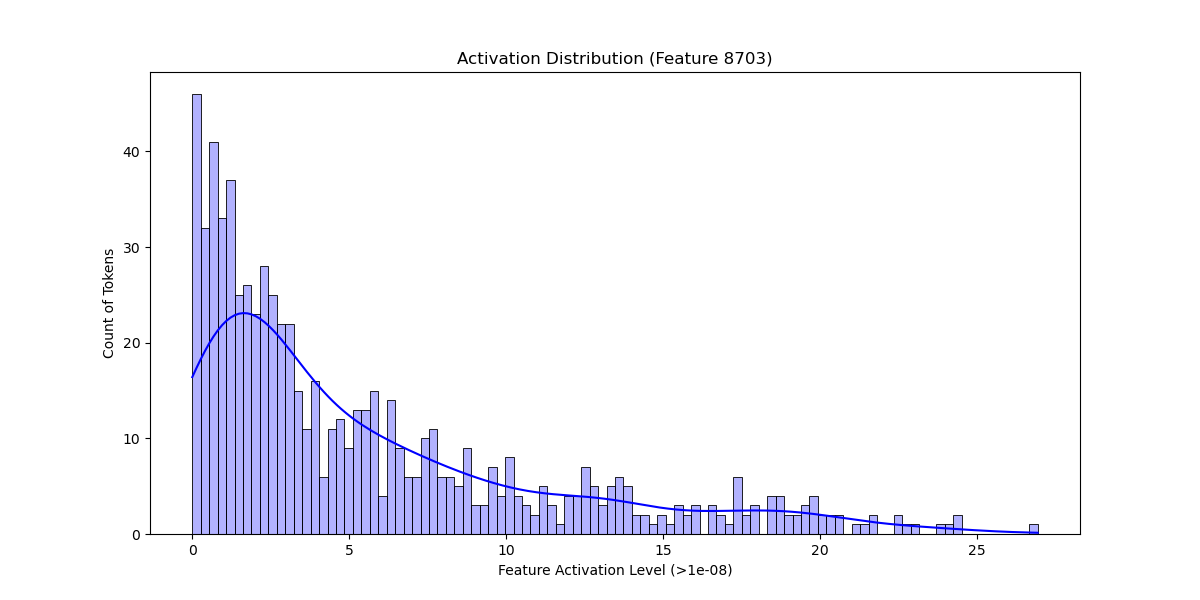 Activation Distribution (Feature 8703)
Count of Tokens
40
30
20
10
0
0 5 10 15 20 25
Feature Activation Level (>1e-08)